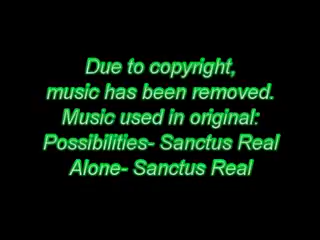 Due to copyright,
music has been removed.
Music used in original:
Possibilities- Sanctus Real
Alone- Sanctus Real